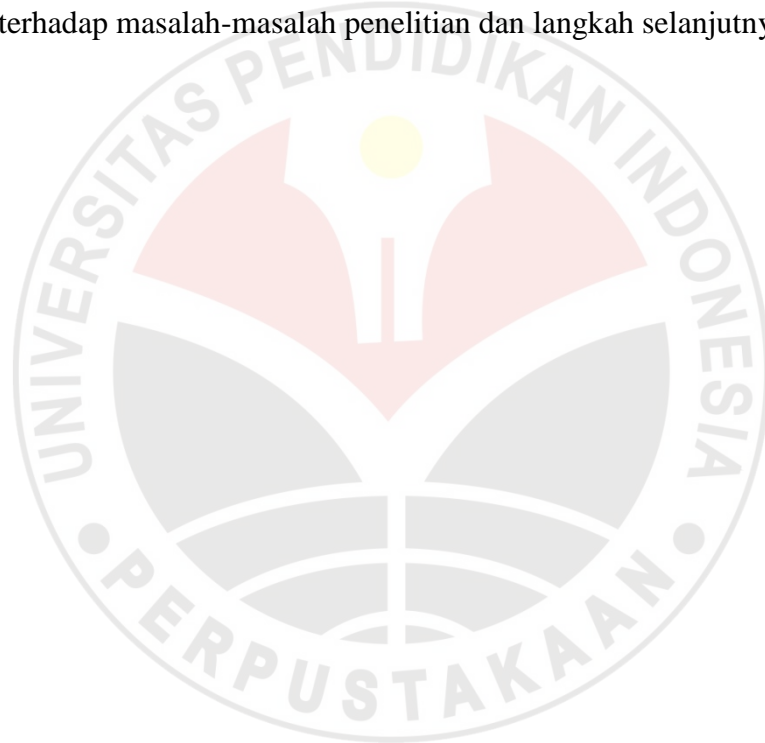 terhadap masalah-masalah penelitian dan langkah selanjutny
UNIVERSITAS PENDIDIKAN INDONESIA
PERPUSTAKAAN